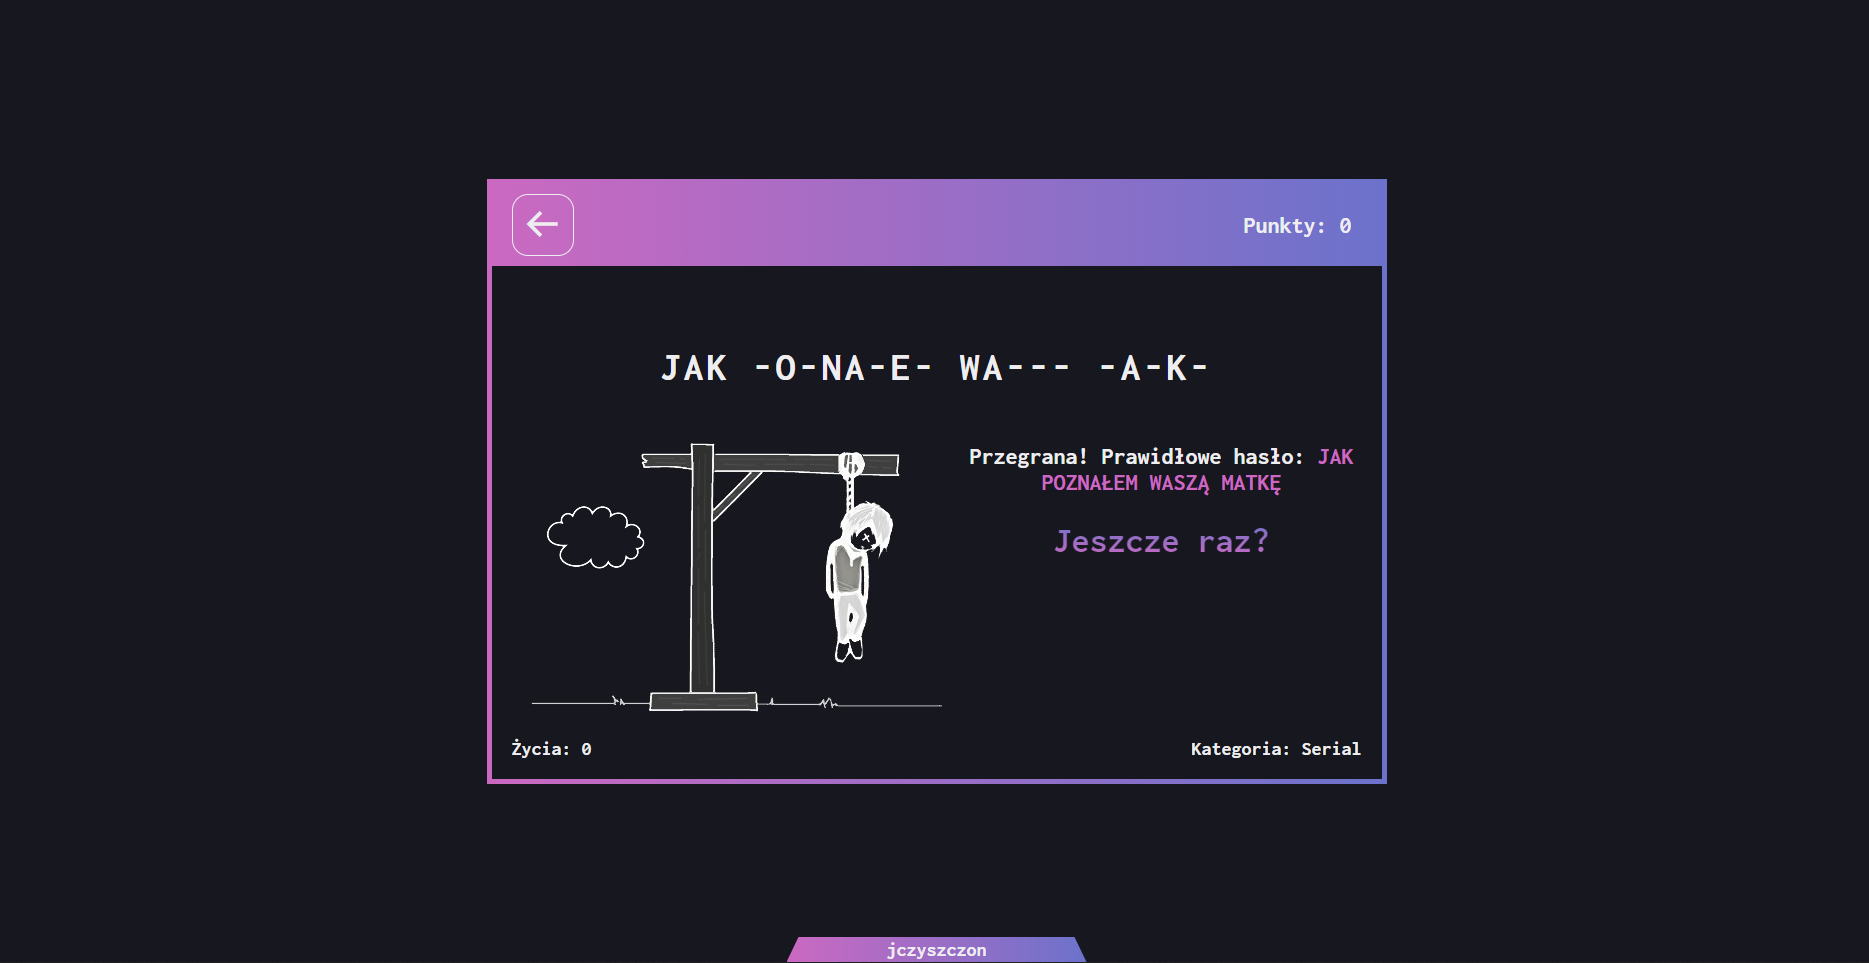 Punkty: 0
JAK -O-NA-E- WA--- -A-K-
Przegrana! Prawidłowe hasło: JAK
POZNAŁEM WASZĄ MATKĘ
Jeszcze raz?
Życia: 0
Kategoria: Serial
jczyszczon